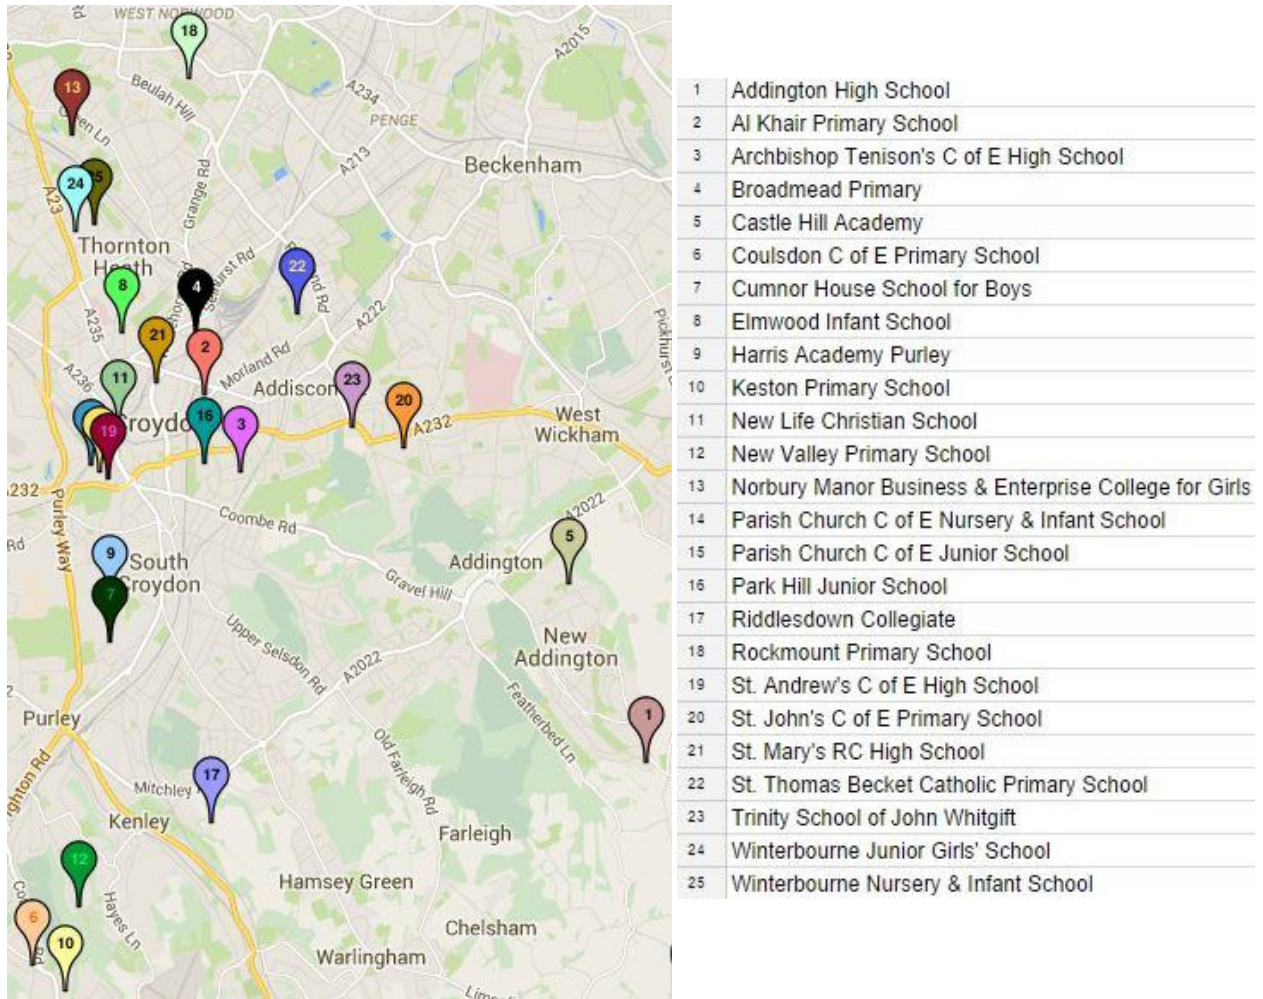 WEST NORWOOD
18
A2015
13
Beulah Hill
A234
Green Ln
PENGE
A213
Beckenham
24
25
A23
Grange Rd
Thornton
Heath
8
4
22
A235
A222
21
2
Morland Rd
A236
11
Addiscom
23
20
Croydo
19
16
3
A232
West
Wickham
A232
Purley Way
Coombe Rd
A2022
Rd
9
South
Croydon
7
5
Addington
Gravel Hill
Upper Selsdon Rd
A2022
New
Addington
Featherbed Ln
1
Purley
Old Farleigh Rd
17
Mitchley
Kenley
Farleigh
12
Hayes Ln
Hamsey Green
6
Rd
10
Chelsham
Warlingham
1 Addington High School
2 Al Khair Primary School
3 Archbishop Tenison's C of E High School
4 Broadmead Primary
5 Castle Hill Academy
6 Coulsdon C of E Primary School
7 Cumnor House School for Boys
8 Elmwood Infant School
9 Harris Academy Purley
10 Keston Primary School
11 New Life Christian School
12 New Valley Primary School
13 Norbury Manor Business & Enterprise College for Girls
14 Parish Church C of E Nursery & Infant School
15 Parish Church C of E Junior School
16 Park Hill Junior School
17 Riddlesdown Collegiate
18 Rockmount Primary School
19 St. Andrew's C of E High School
20 St. John's C of E Primary School
21 St. Mary's RC High School
22 St. Thomas Becket Catholic Primary School
23 Trinity School of John Whitgift
24 Winterbourne Junior Girls' School
25 Winterbourne Nursery & Infant School